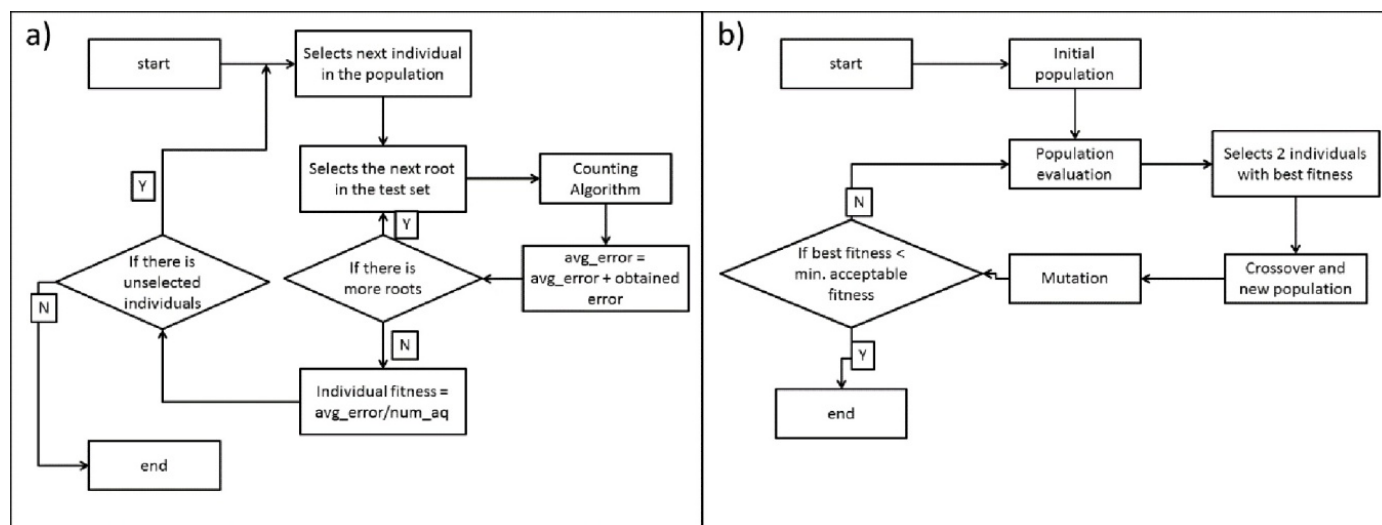 a)
start
Selects next individual
in the population
Selects the next root
in the test set
Counting
Algorithm
Y
Y
If there is
unselected
individuals
If there is
more roots
avg_error =
avg_error + obtained
error
N
N
Individual fitness =
avg_error/num_aq
end
b)
start
Initial
population
Population
evaluation
Selects 2 individuals
with best fitness
N
If best fitness <
min. acceptable
fitness
Mutation
Crossover and
new population
Y
end